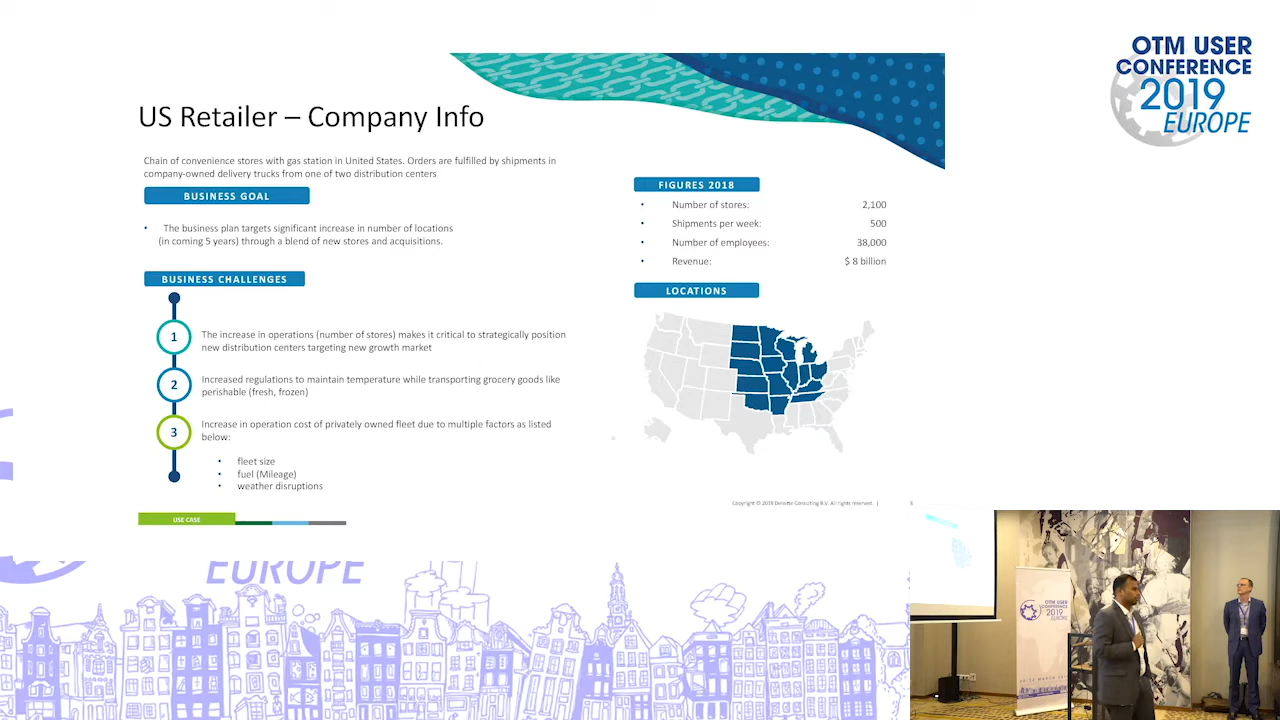 OTM USER
CONFERENCE
2019
EUROPE
US Retailer – Company Info
Chain of convenience stores with gas station in United States. Orders are fulfilled by shipments in
company-owned delivery trucks from one of two distribution centers
BUSINESS GOAL
• The business plan targets significant increase in number of locations
(in coming 5 years) through a blend of new stores and acquisitions.
BUSINESS CHALLENGES
1
The increase in operations (number of stores) makes it critical to strategically position
new distribution centers targeting new growth market
2
Increased regulations to maintain temperature while transporting grocery goods like
perishable (fresh, frozen)
3
Increase in operation cost of privately owned fleet due to multiple factors as listed
below:
• fleet size
• fuel (Mileage)
• weather disruptions
FIGURES 2018
• Number of stores: 2,100
• Shipments per week: 500
• Number of employees: 38,000
• Revenue: $ 8 billion
LOCATIONS
Copyright © 2019 Deloitte Consulting B.V. All rights reserved. |
USE CASE
EUROPE
OTM USER
CONFERENCE
2019
EUROPE